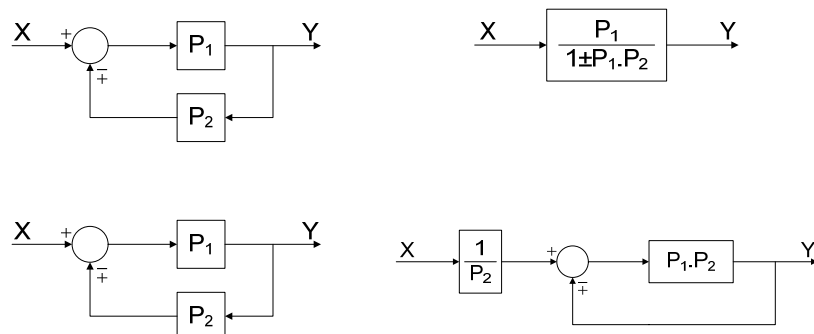 X + P₁ Y
∓
P₂
X P₁ Y
1±P₁.P₂
X + P₁ Y
∓
P₂
X 1 + P₁.P₂ Y
P₂ ∓